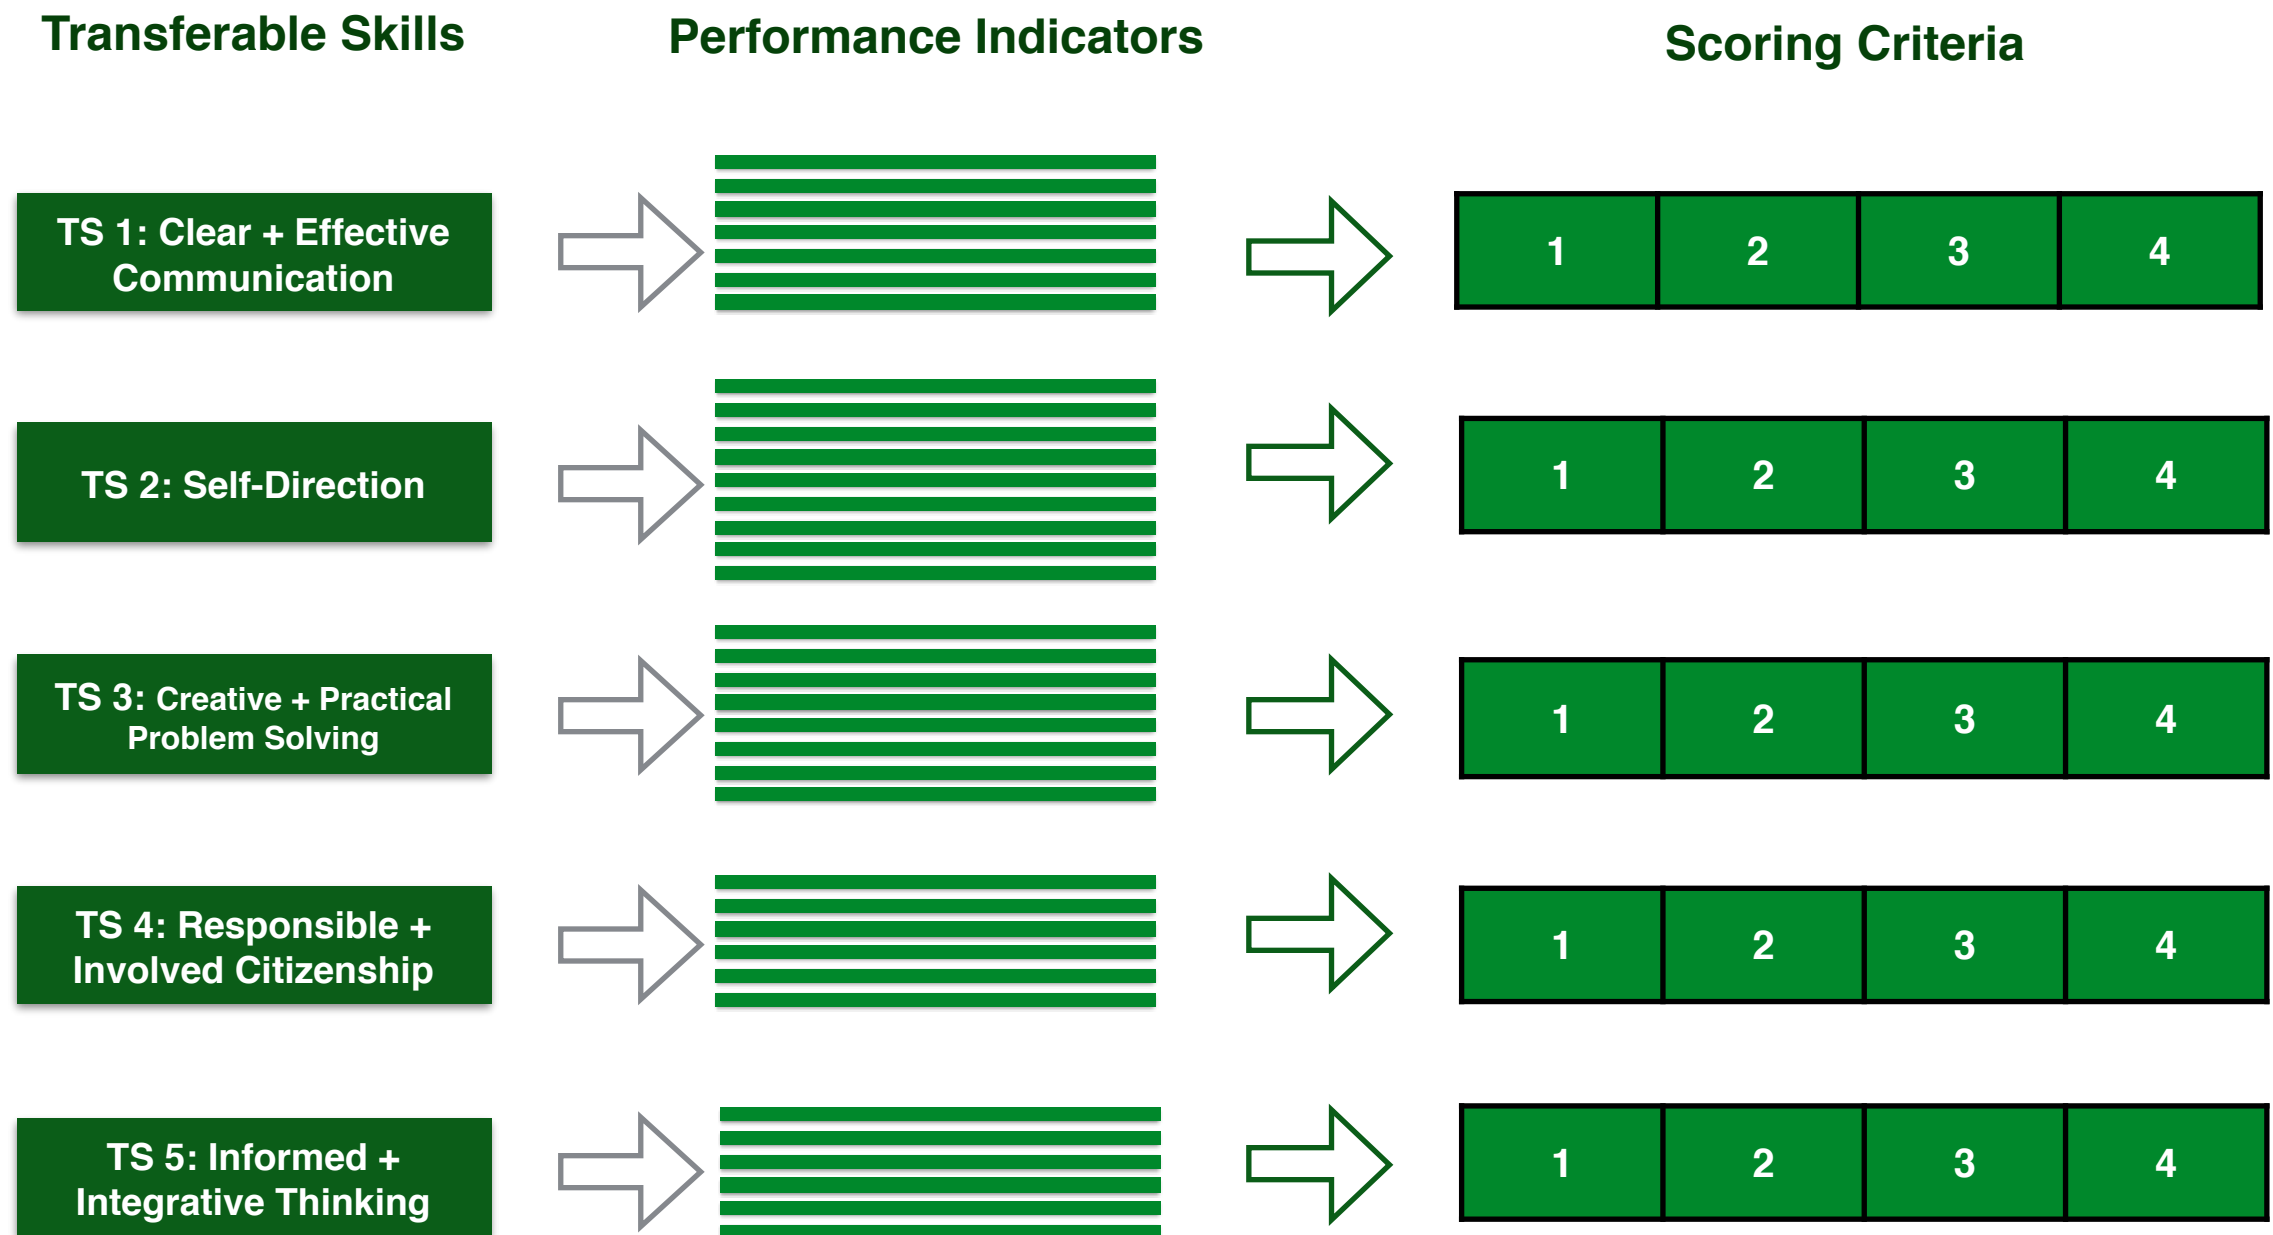 Transferable Skills
Performance Indicators
Scoring Criteria
TS 1: Clear + Effective
Communication
1
2
3
4
TS 2: Self-Direction
1
2
3
4
TS 3: Creative + Practical
Problem Solving
1
2
3
4
TS 4: Responsible +
Involved Citizenship
1
2
3
4
TS 5: Informed +
Integrative Thinking
1
2
3
4